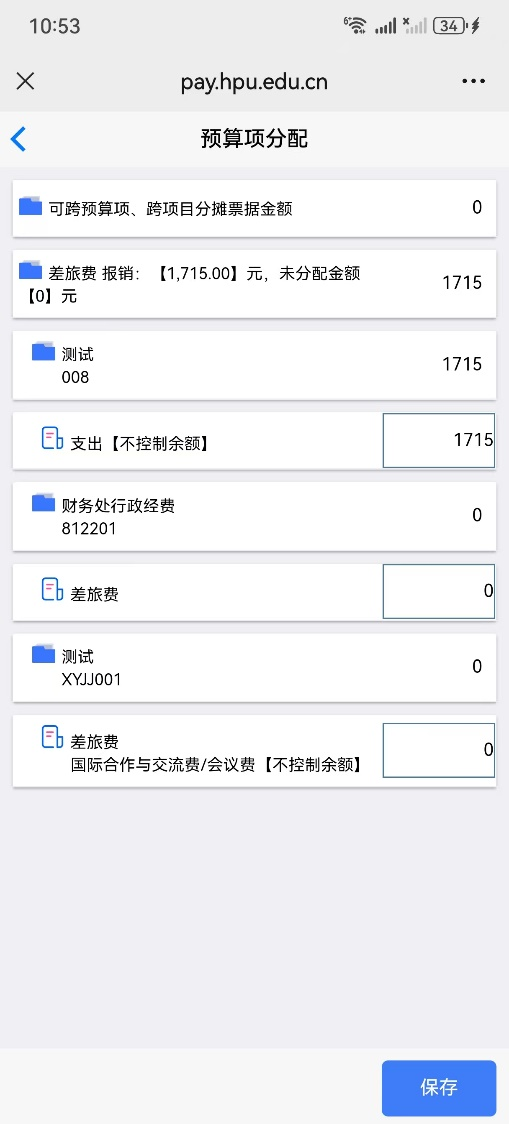 10:53
6
34
pay.hpu.edu.cn
预算项分配
可跨预算项、跨项目分摊票据金额
0
差旅费 报销：【1,715.00】元，未分配金额
【0】元
1715
测试
008
1715
支出【不控制余额】
1715
财务处行政经费
812201
0
差旅费
0
测试
XYJJ001
0
差旅费
国际合作与交流费/会议费【不控制余额】
0
保存